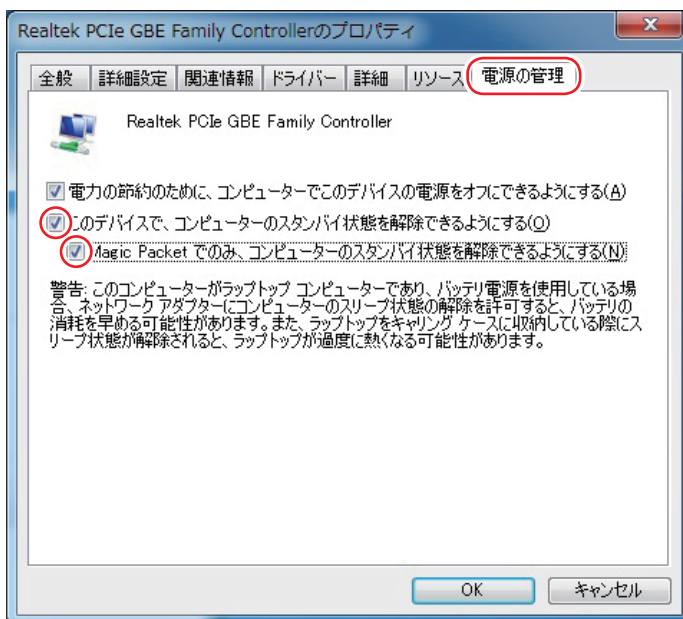 Realtek PCIe GBE Family Controllerのプロパティ
全般 詳細設定 関連情報 ドライバー 詳細 リソース 電源の管理
Realtek PCIe GBE Family Controller
電力の節約のために、コンピューターでこのデバイスの電源をオフにできるようにする(A)
このデバイスで、コンピューターのスタンバイ状態を解除できるようにする(O)
Magic Packet でのみ、コンピューターのスタンバイ状態を解除できるようにする(N)
警告: このコンピューターがラップトップ コンピューターであり、バッテリ電源を使用している場
合、ネットワーク アダプターにコンピューターのスリープ状態の解除を許可すると、バッテリの
消耗を早める可能性があります。また、ラップトップをキャリング ケースに収納している際にス
リープ状態が解除されると、ラップトップが過度に熱くなる可能性があります。
OK キャンセル